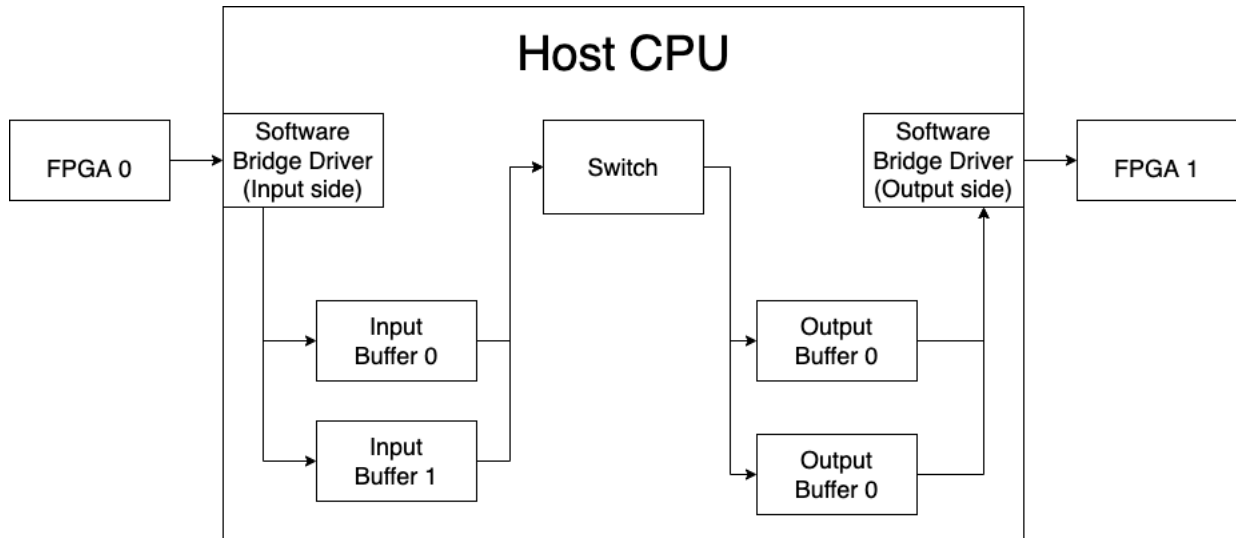 Host CPU
FPGA 0
Software
Bridge Driver
(Input side)
Switch
Software
Bridge Driver
(Output side)
FPGA 1
Input
Buffer 0
Output
Buffer 0
Input
Buffer 1
Output
Buffer 0